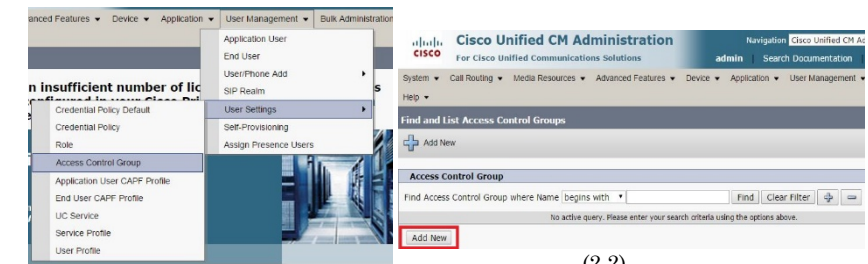 anced Features Device Application User Management Bulk Administration
Application User
End User
User/Phone Add
SIP Realm
User Settings
Self-Provisioning
Assign Presence Users
n insufficient number of lic
s
Credential Policy Default
Credential Policy
Role
Access Control Group
Application User CAPF Profile
End User CAPF Profile
UC Service
Service Profile
User Profile
CISCO
Cisco Unified CM Administration
For Cisco Unified Communications Solutions
Navigation Cisco Unified CM Ad
admin Search Documentation
System Call Routing Media Resources Advanced Features Device Application User Management
Help
Find and List Access Control Groups
Add New
Access Control Group
Find Access Control Group where Name begins with Find Clear Filter
No active query. Please enter your search criteria using the options above.
Add New
(2.2)